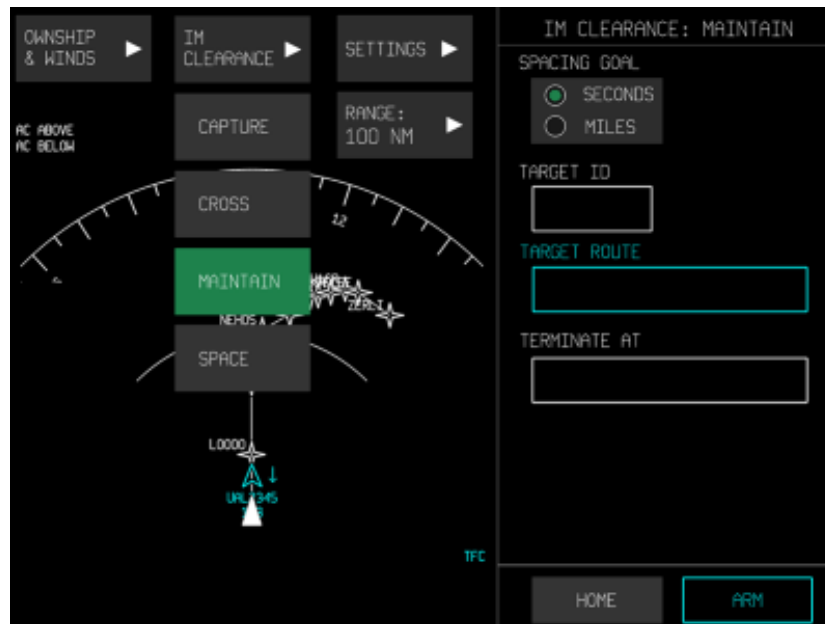 OWNSHIP
& WINDS
IM
CLEARANCE
SETTINGS
CAPTURE
RANGE:
100 NM
AC ABOVE
AC BELOW
CROSS
12
MAINTAIN
ZERLI
NEHOS
SPACE
L0000
TFC
IM CLEARANCE: MAINTAIN
SPACING GOAL
SECONDS
MILES
TARGET ID
TARGET ROUTE
TERMINATE AT
HOME
ARM